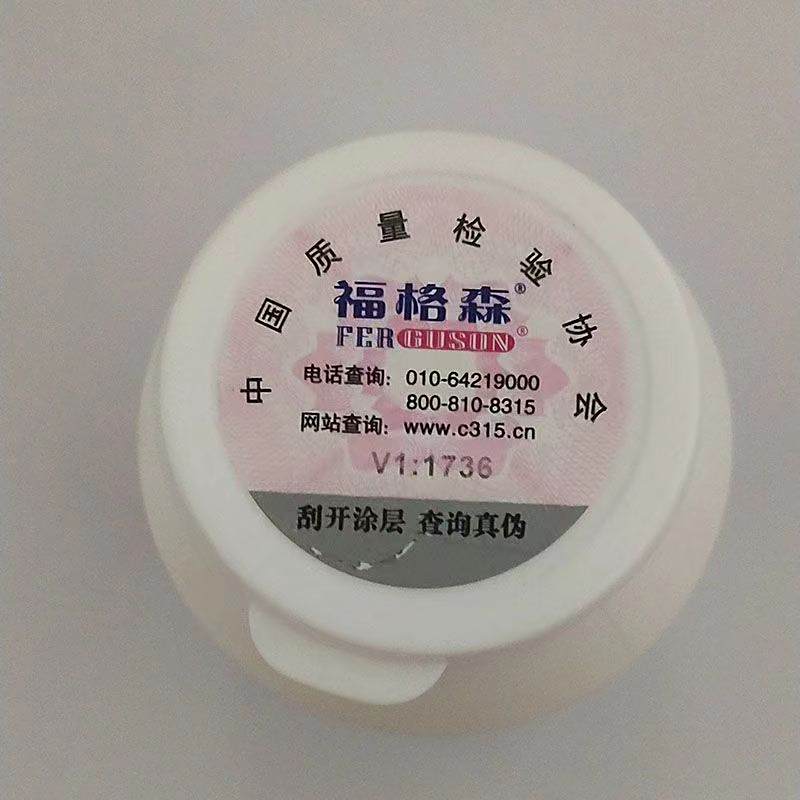 中国质量检验协会
福格森®
FERGUSON®
电话查询：010-64219000
800-810-8315
网站查询：www.c315.cn
V1:1736
刮开涂层 查询真伪